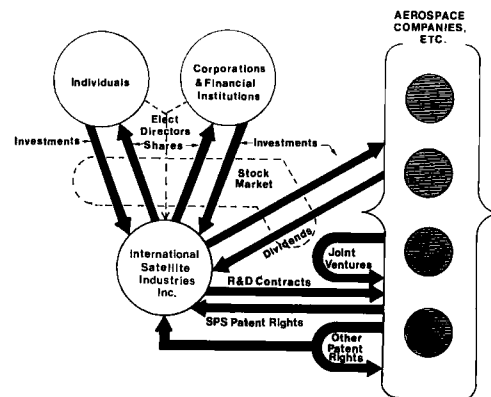 AEROSPACE
COMPANIES,
ETC.
Individuals
Corporations
& Financial
Institutions
Elect
Directors
Shares
Investments
Investments
Stock
Market
Dividends
International
Satellite
Industries
Inc.
Joint
Ventures
R&D Contracts
SPS Patent Rights
Other
Patent
Rights